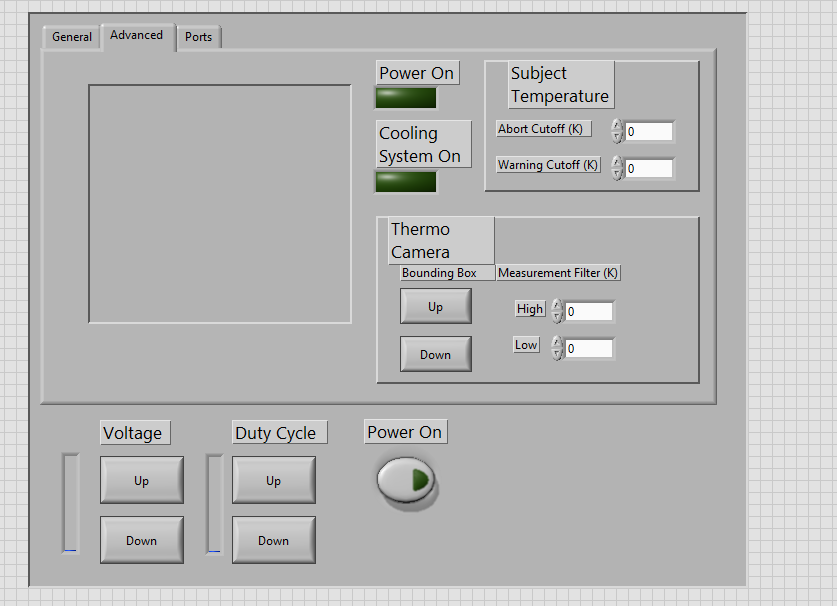 General
Advanced
Ports
Power On
Cooling
System On
Subject
Temperature
Abort Cutoff (K)
0
Warning Cutoff (K)
0
Thermo
Camera
Bounding Box
Measurement Filter (K)
Up
Down
High
0
Low
0
Voltage
Up
Down
Duty Cycle
Up
Down
Power On